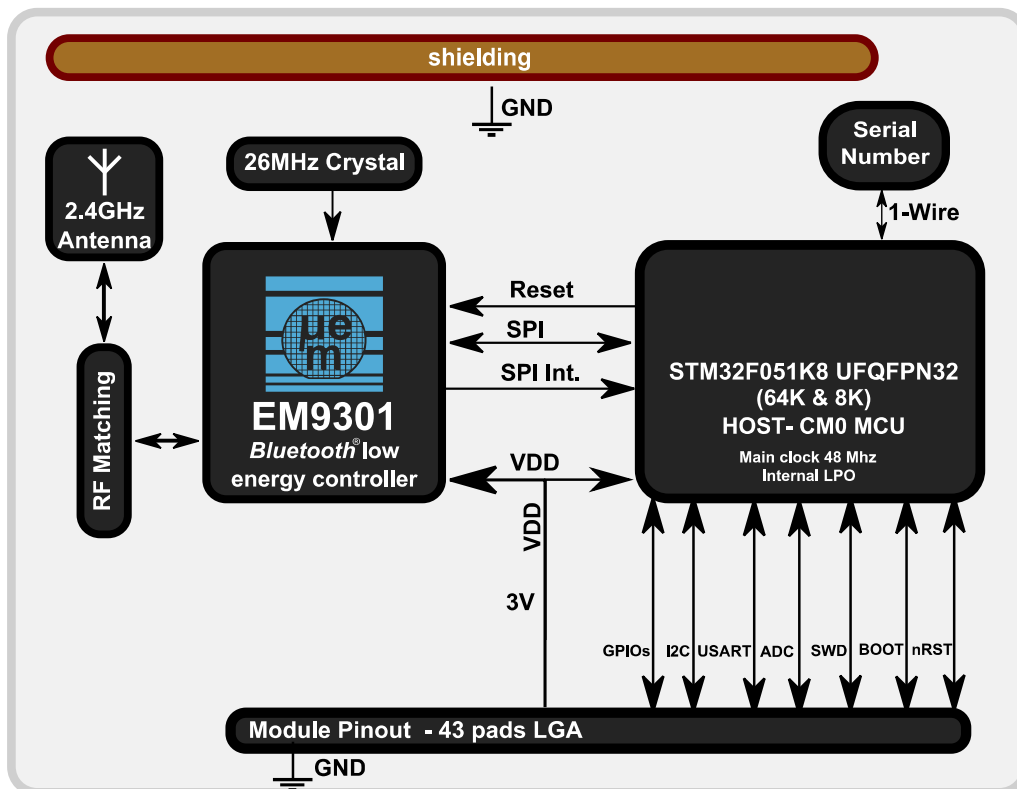 shielding
GND
Serial
Number
26MHz Crystal
2.4GHz
Antenna
1-Wire
Reset
SPI
SPI Int.
µe
m
EM9301
Bluetooth® low
energy controller
RF Matching
STM32F051K8 UFQFPN32
(64K & 8K)
HOST- CM0 MCU
Main clock 48 Mhz
Internal LPO
VDD
VDD
3V
GPIOs
I2C
USART
ADC
SWD
BOOT
nRST
Module Pinout - 43 pads LGA
GND